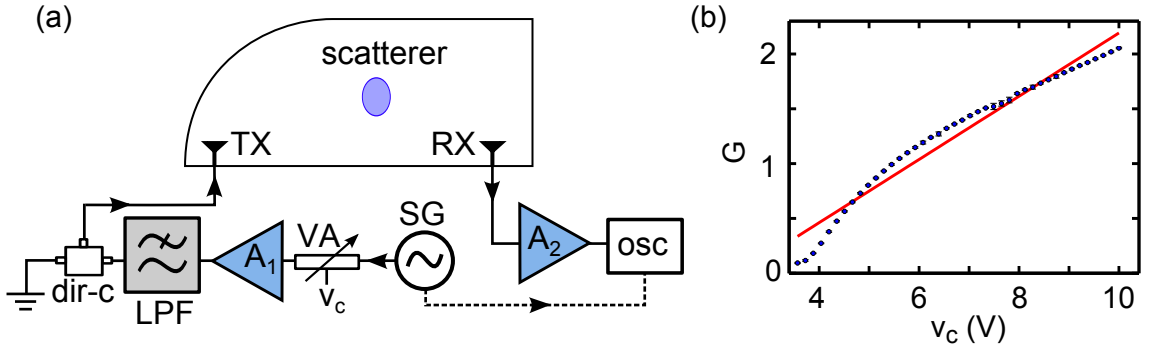 (a)
scatterer
TX
RX
SG
VA
A1
A2
osc
vc
dir-c
LPF
(b)
G
2
1
0
4
6
8
10
vc (V)